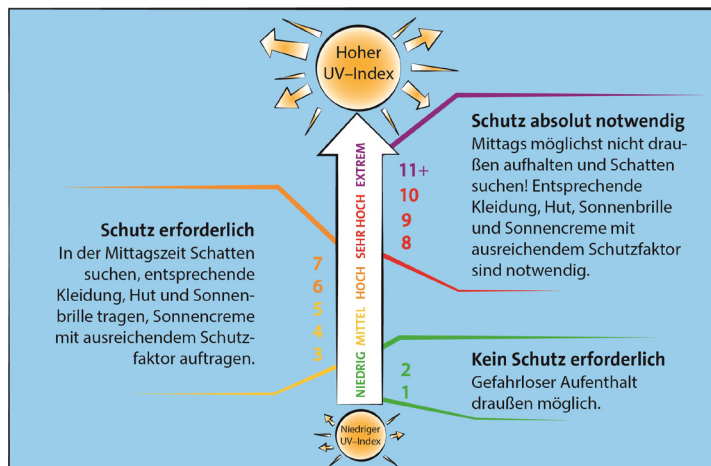 Hoher
UV–Index
Schutz absolut notwendig
Mittags möglichst nicht drau-
ßen aufhalten und Schatten
suchen! Entsprechende
Kleidung, Hut, Sonnenbrille
und Sonnencreme mit
ausreichendem Schutzfaktor
sind notwendig.
EXTREM
SEHR HOCH
HOCH
MITTEL
NIEDRIG
11+
10
9
8
7
6
5
4
3
2
1
Schutz erforderlich
In der Mittagszeit Schatten
suchen, entsprechende
Kleidung, Hut und Sonnen-
brille tragen, Sonnencreme
mit ausreichendem Schutz-
faktor auftragen.
Kein Schutz erforderlich
Gefahrloser Aufenthalt
draußen möglich.
Niedriger
UV–Index